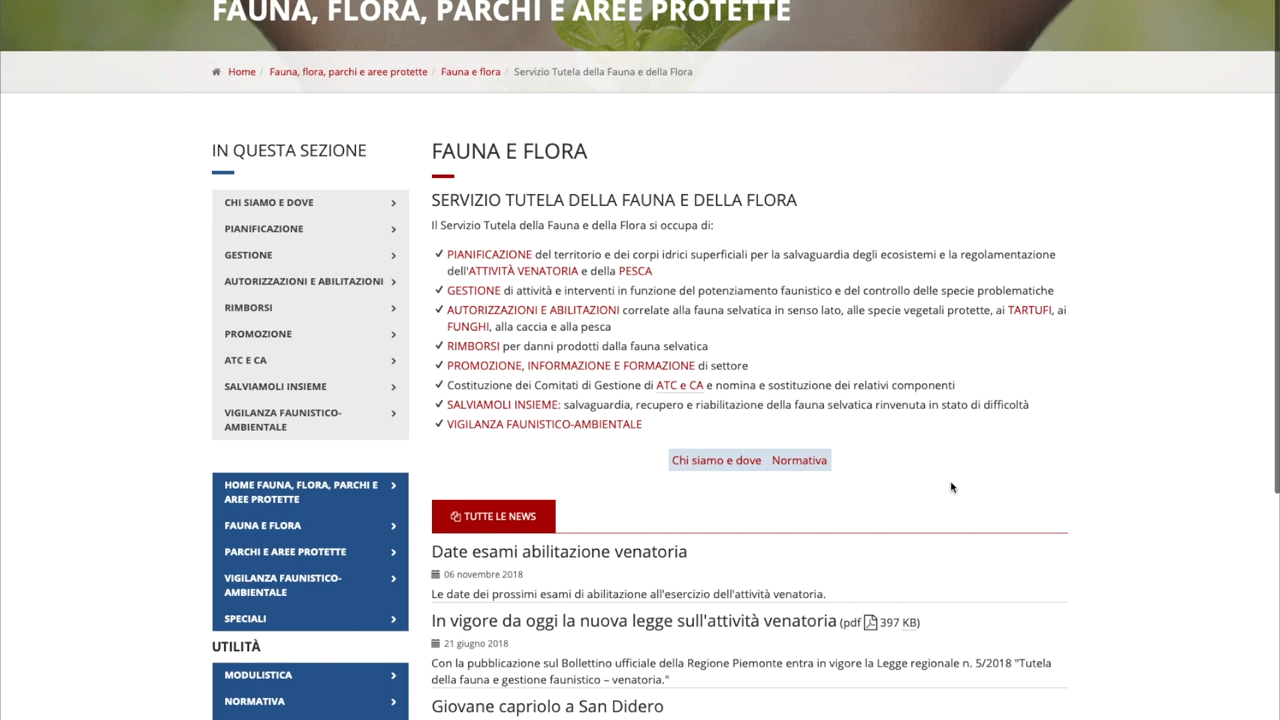 FAUNA, FLORA, PARCHI E AREE PROTETTE
Home / Fauna, flora, parchi e aree protette / Fauna e flora / Servizio Tutela della Fauna e della Flora
IN QUESTA SEZIONE
CHI SIAMO E DOVE
PIANIFICAZIONE
GESTIONE
AUTORIZZAZIONI E ABILITAZIONI
RIMBORSI
PROMOZIONE
ATC E CA
SALVIAMOLI INSIEME
VIGILANZA FAUNISTICO-
AMBIENTALE
HOME FAUNA, FLORA, PARCHI E
AREE PROTETTE
FAUNA E FLORA
PARCHI E AREE PROTETTE
VIGILANZA FAUNISTICO-
AMBIENTALE
SPECIALI
UTILITÀ
MODULISTICA
NORMATIVA
FAUNA E FLORA
SERVIZIO TUTELA DELLA FAUNA E DELLA FLORA
Il Servizio Tutela della Fauna e della Flora si occupa di:
PIANIFICAZIONE del territorio e dei corpi idrici superficiali per la salvaguardia degli ecosistemi e la regolamentazione
dell'ATTIVITÀ VENATORIA e della PESCA
GESTIONE di attività e interventi in funzione del potenziamento faunistico e del controllo delle specie problematiche
AUTORIZZAZIONI E ABILITAZIONI correlate alla fauna selvatica in senso lato, alle specie vegetali protette, ai TARTUFI, ai
FUNGHI, alla caccia e alla pesca
RIMBORSI per danni prodotti dalla fauna selvatica
PROMOZIONE, INFORMAZIONE E FORMAZIONE di settore
Costituzione dei Comitati di Gestione di ATC e CA e nomina e sostituzione dei relativi componenti
SALVIAMOLI INSIEME: salvaguardia, recupero e riabilitazione della fauna selvatica rinvenuta in stato di difficoltà
VIGILANZA FAUNISTICO-AMBIENTALE
Chi siamo e dove Normativa
TUTTE LE NEWS
Date esami abilitazione venatoria
06 novembre 2018
Le date dei prossimi esami di abilitazione all'esercizio dell'attività venatoria.
In vigore da oggi la nuova legge sull'attività venatoria (pdf 397 KB)
21 giugno 2018
Con la pubblicazione sul Bollettino ufficiale della Regione Piemonte entra in vigore la Legge regionale n. 5/2018 "Tutela
della fauna e gestione faunistico – venatoria."
Giovane capriolo a San Didero